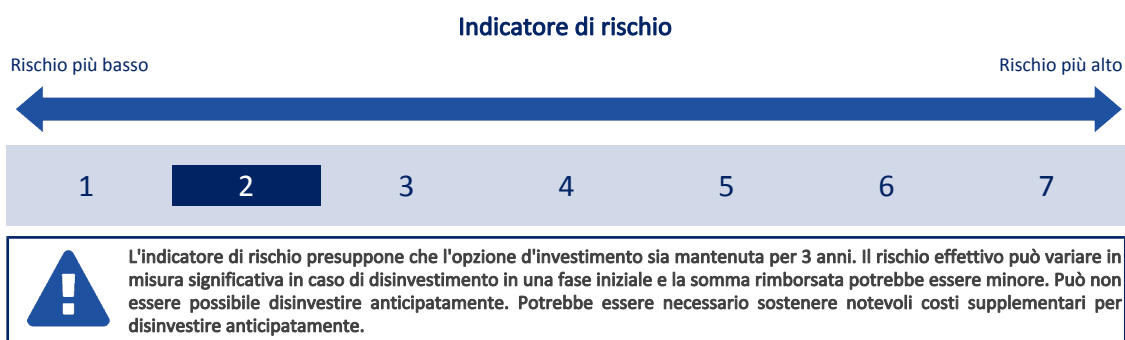 Indicatore di rischio
Rischio più basso
Rischio più alto
1 2 3 4 5 6 7
L'indicatore di rischio presuppone che l'opzione d'investimento sia mantenuta per 3 anni. Il rischio effettivo può variare in
misura significativa in caso di disinvestimento in una fase iniziale e la somma rimborsata potrebbe essere minore. Può non
essere possibile disinvestire anticipatamente. Potrebbe essere necessario sostenere notevoli costi supplementari per
disinvestire anticipatamente.